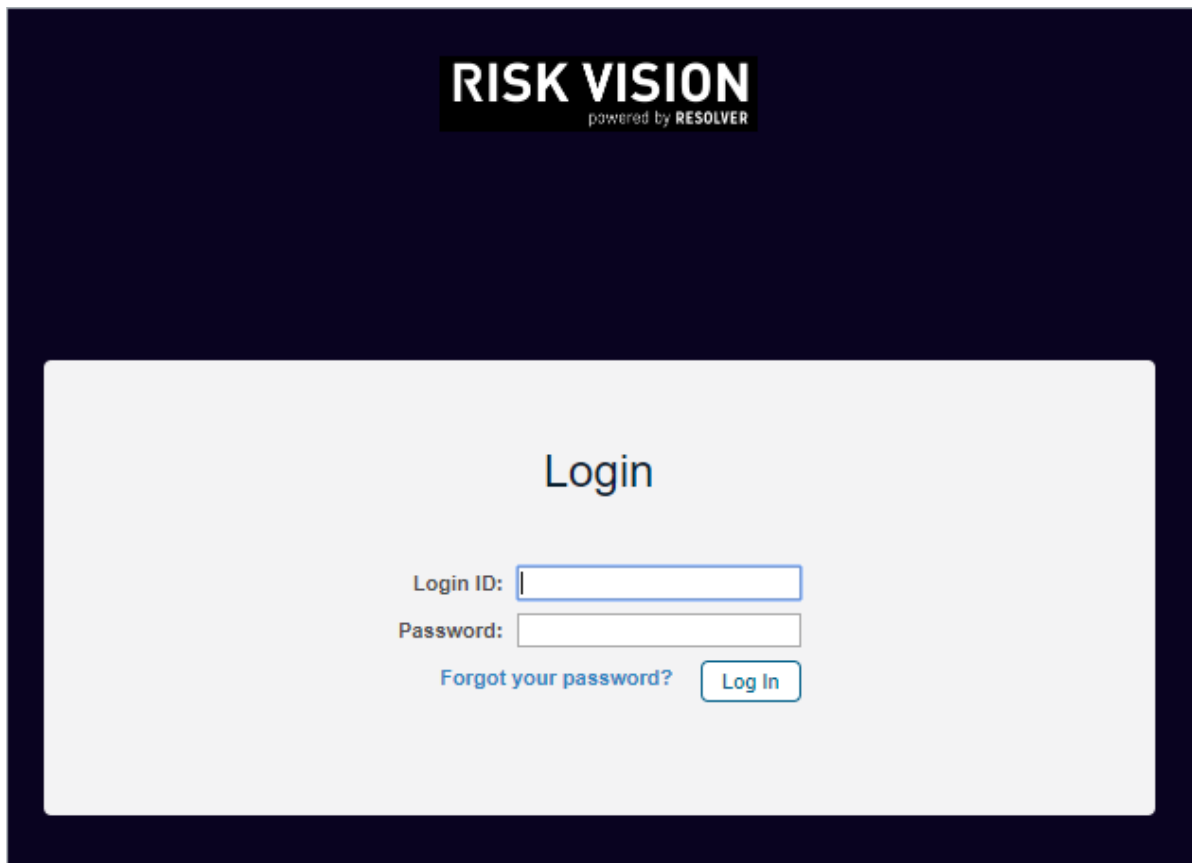 RISK VISION
powered by RESOLVER
Login
Login ID:
Password:
Forgot your password? Log In